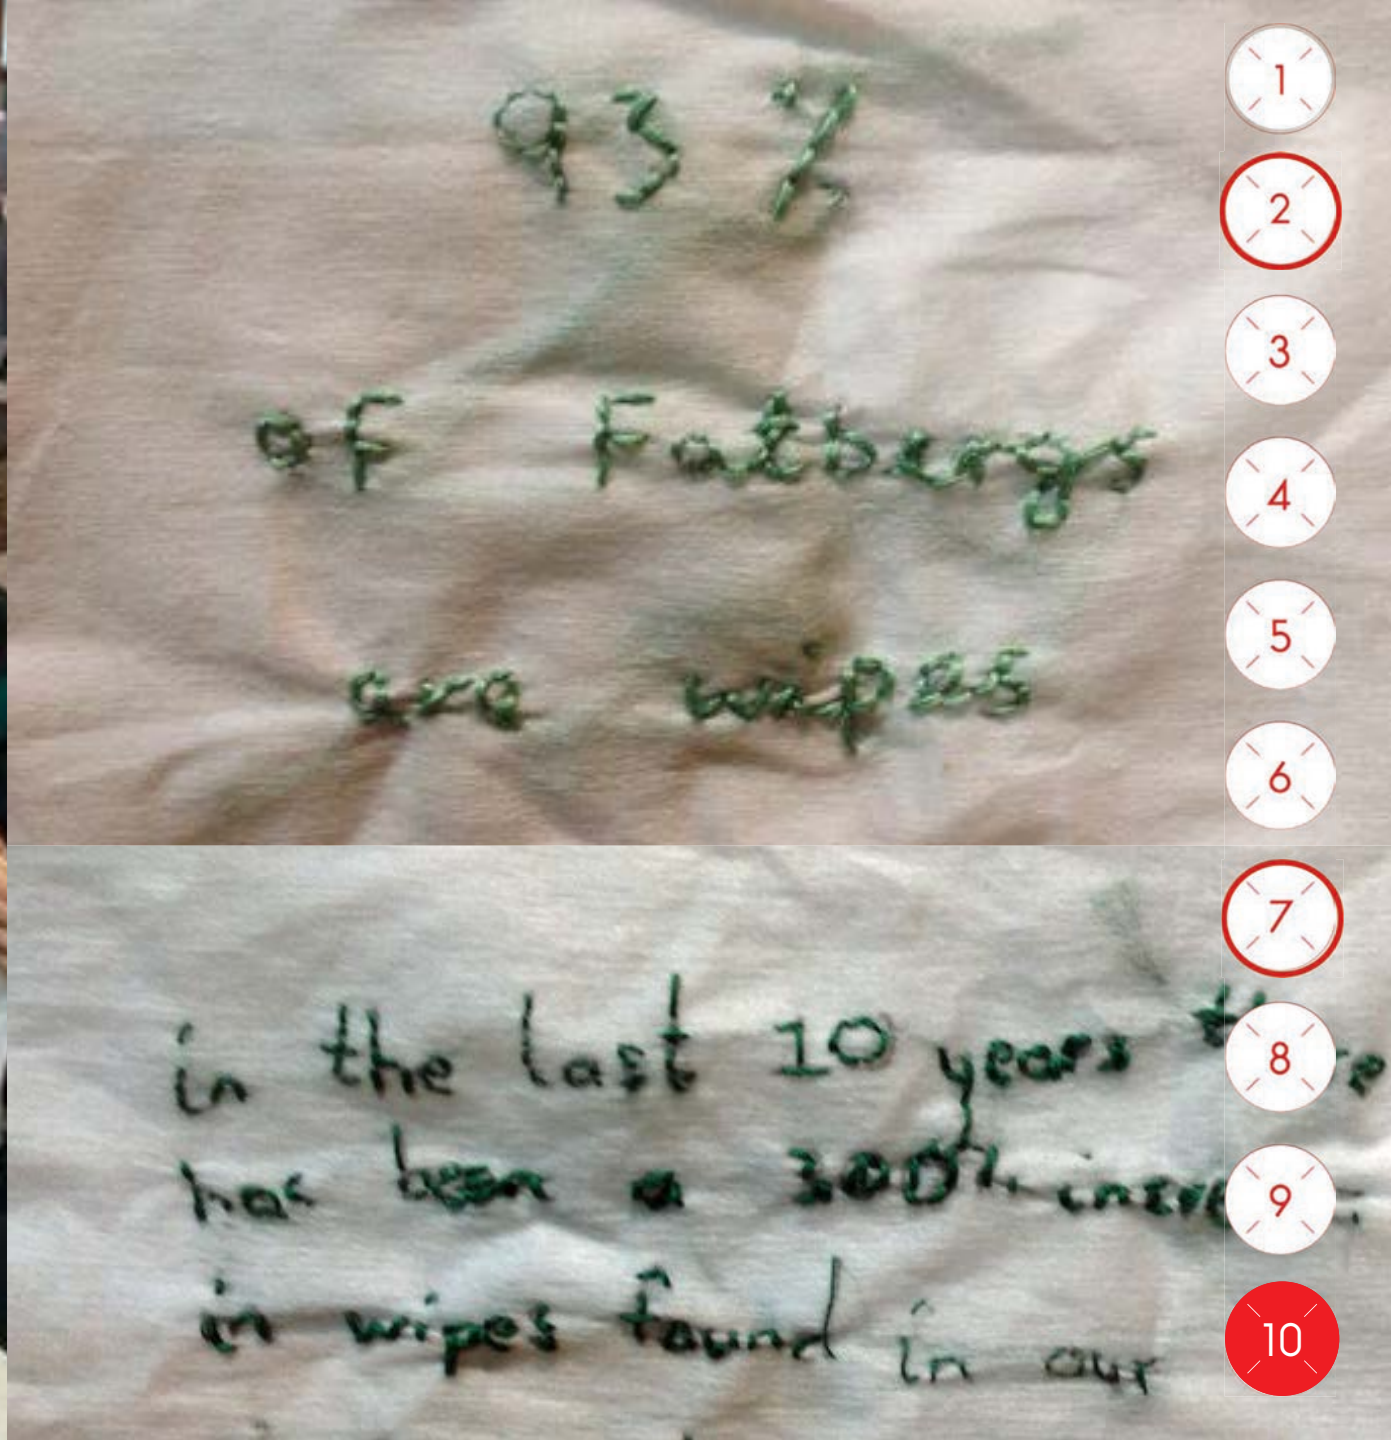 93 %
of Fatbergs
are wipes
in the last 10 years
has been a 300%
in wipes found in our
1
2
3
4
5
6
7
8
9
10